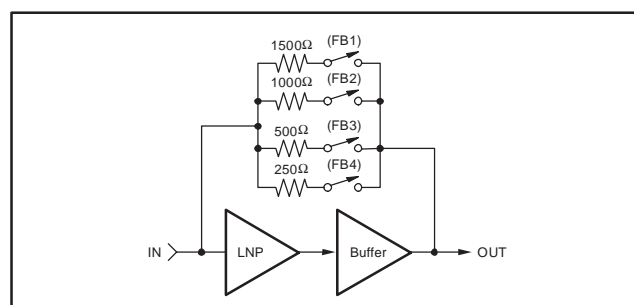 1500Ω (FB1)
1000Ω (FB2)
500Ω (FB3)
250Ω (FB4)
IN LNP Buffer OUT